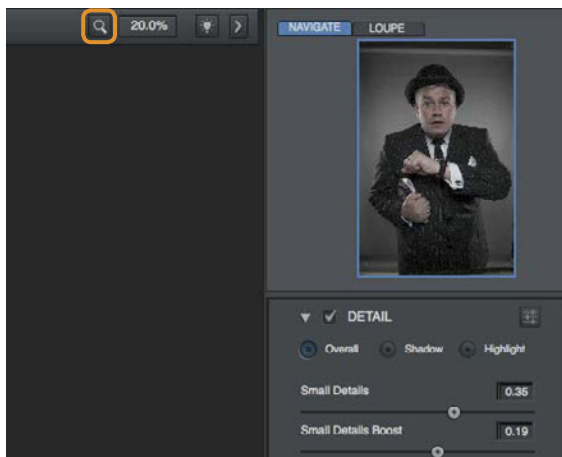 20.0%
NAVIGATE LOUPE
DETAIL
Overall Shadow Highlight
Small Details 0.35
Small Details Boost 0.19